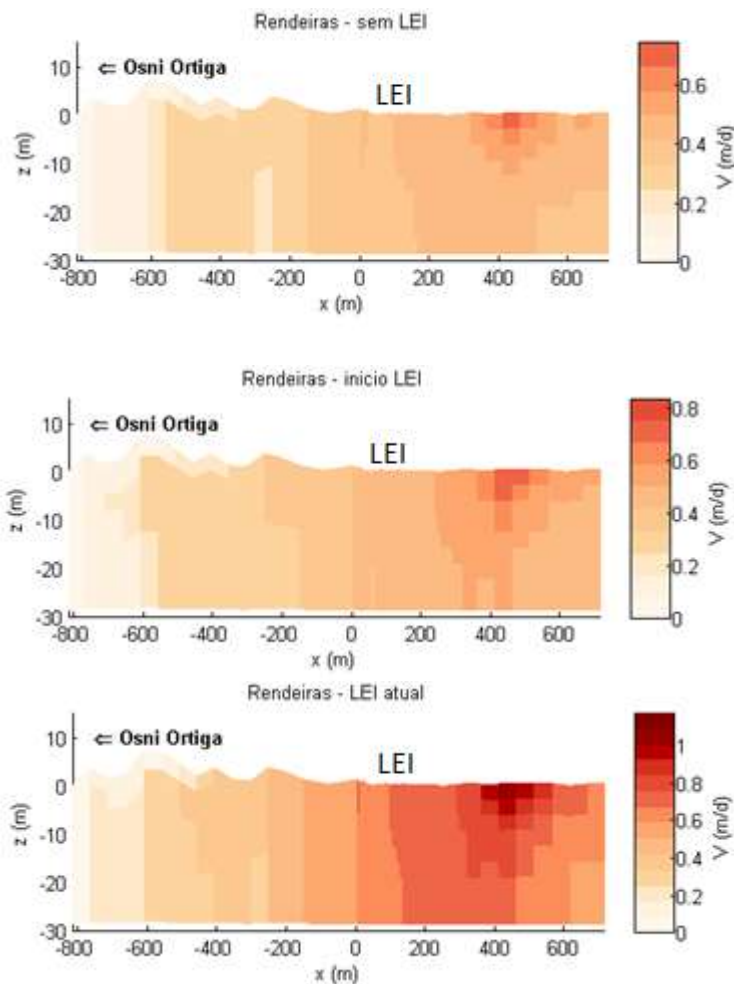 Rendeiras - sem LEI
⇐ Osni Ortiga
LEI
10
0
-10
-20
-30
z (m)
-800 -600 -400 -200 0 200 400 600
x (m)
0.6
0.4
0.2
0
V (m/d)
Rendeiras - inicio LEI
⇐ Osni Ortiga
LEI
10
0
-10
-20
-30
z (m)
-800 -600 -400 -200 0 200 400 600
x (m)
0.8
0.6
0.4
0.2
0
V (m/d)
Rendeiras - LEI atual
⇐ Osni Ortiga
LEI
10
0
-10
-20
-30
z (m)
-800 -600 -400 -200 0 200 400 600
x (m)
1
0.8
0.6
0.4
0.2
0
V (m/d)